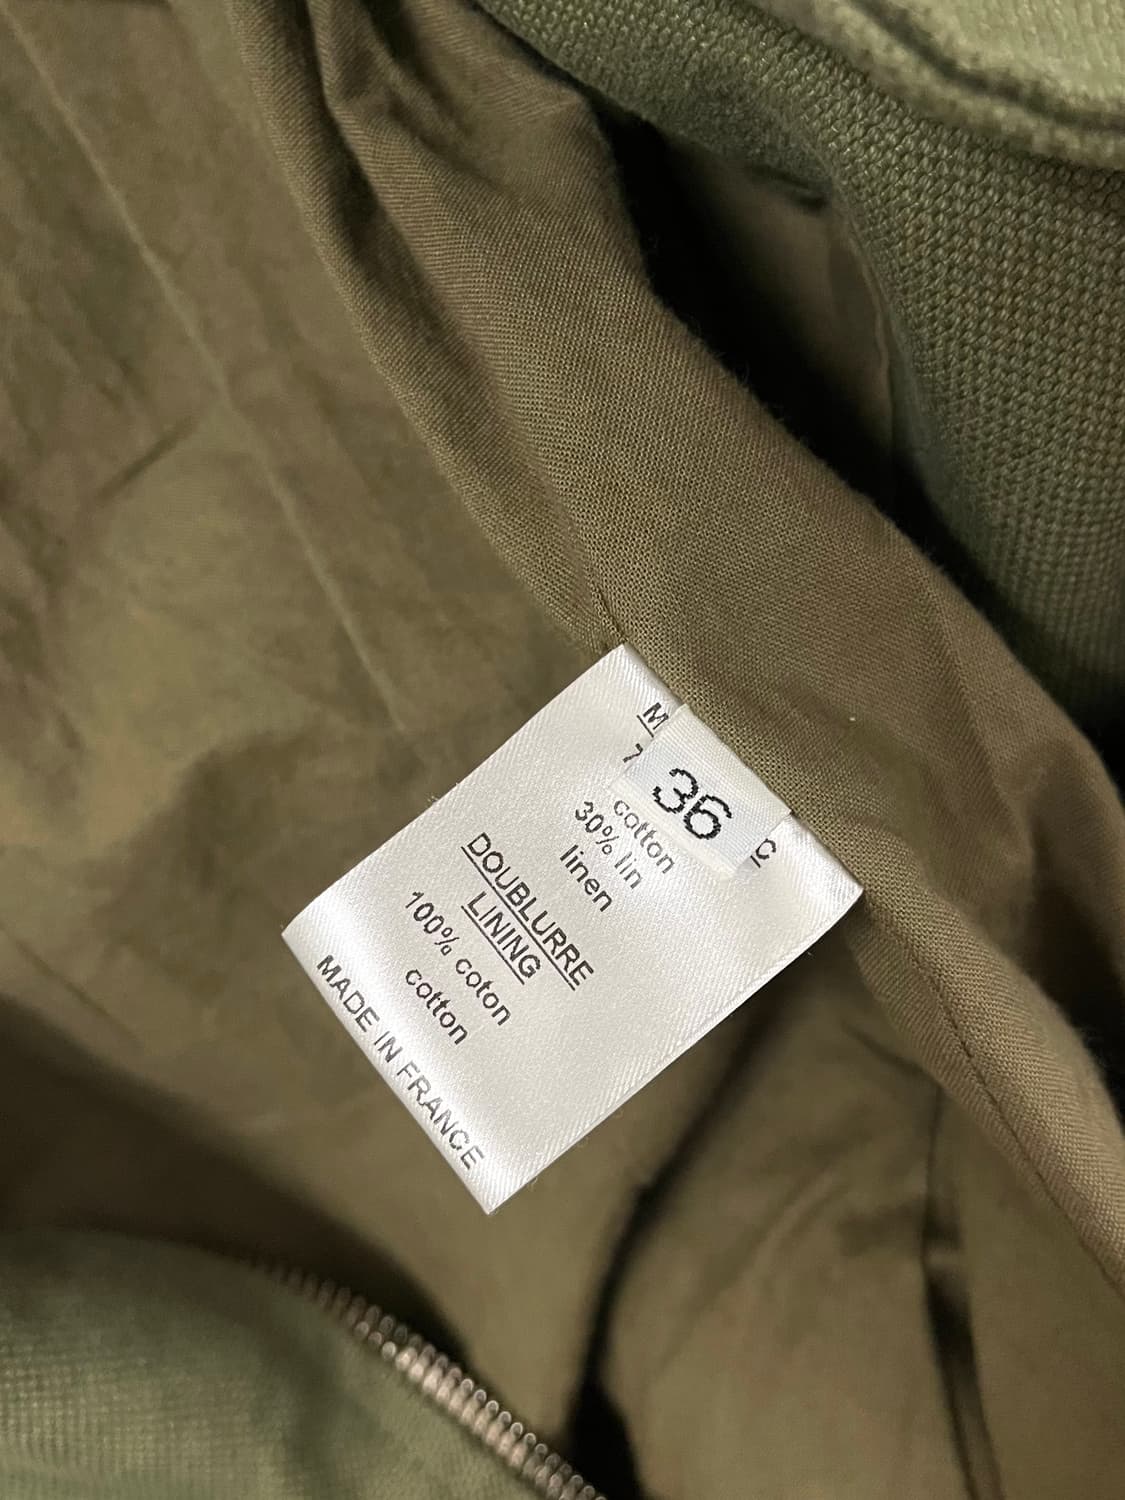 36
cotton
30% lin
linen
DOUBLURRE
LINING
100% coton
cotton
MADE IN FRANCE